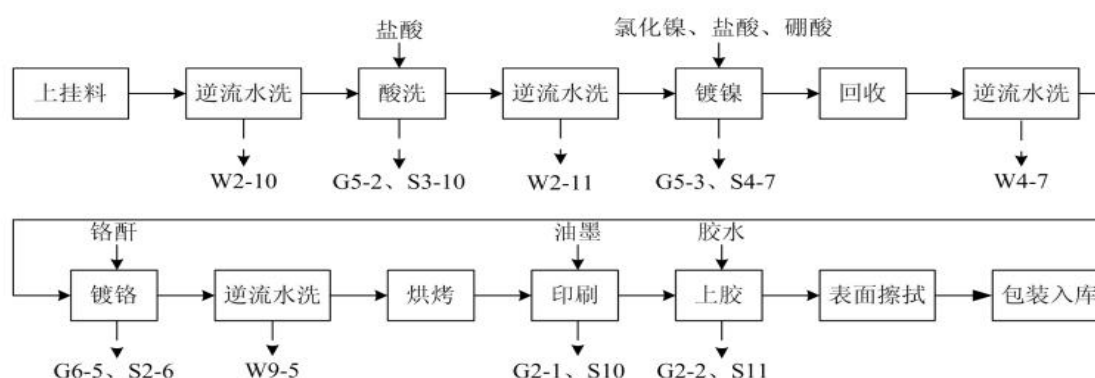 盐酸
氯化镍、盐酸、硼酸
上挂料
逆流水洗
酸洗
逆流水洗
镀镍
回收
逆流水洗
W2-10
G5-2、S3-10
W2-11
G5-3、S4-7
W4-7
铬酐
油墨
胶水
镀铬
逆流水洗
烘烤
印刷
上胶
表面擦拭
包装入库
G6-5、S2-6
W9-5
G2-1、S10
G2-2、S11